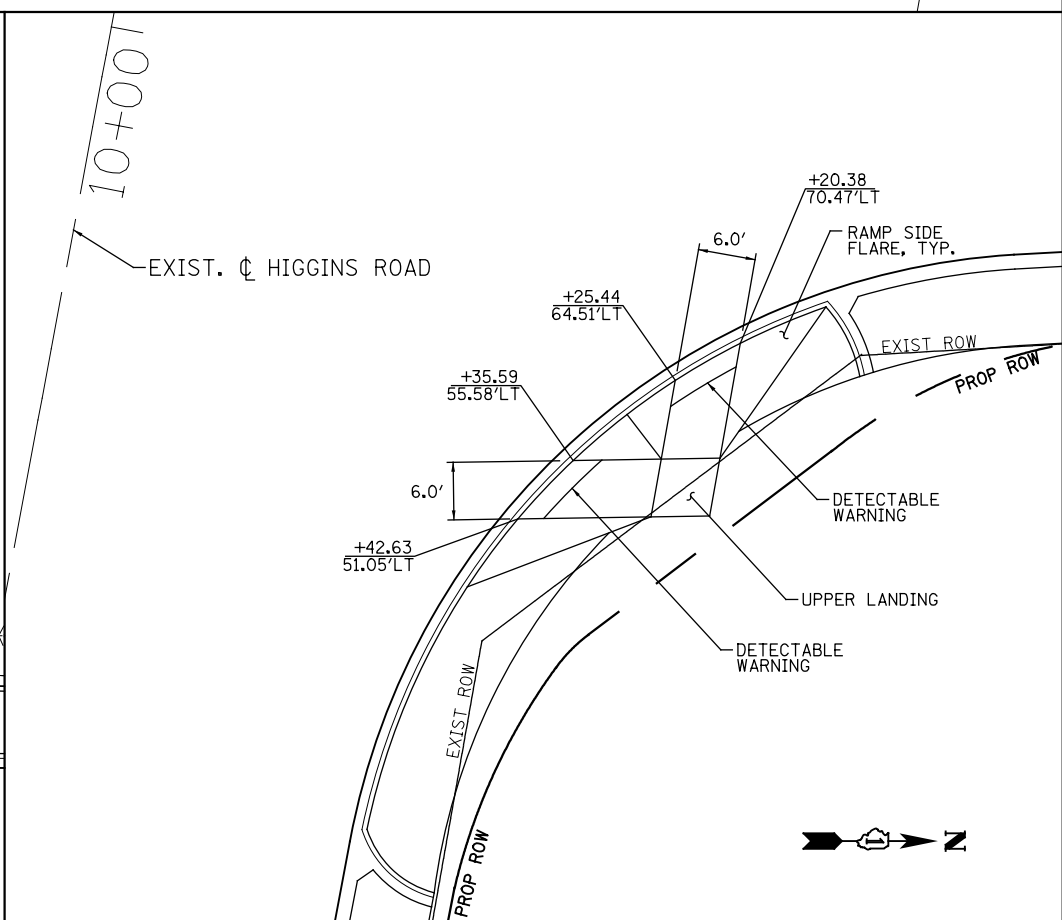 10+00
EXIST. ℄ HIGGINS ROAD
+20.38
70.47'LT
6.0'
RAMP SIDE
FLARE, TYP.
+25.44
64.51'LT
EXIST ROW
PROP ROW
+35.59
55.58'LT
6.0'
DETECTABLE
WARNING
+42.63
51.05'LT
UPPER LANDING
DETECTABLE
WARNING
EXIST ROW
PROP ROW
N